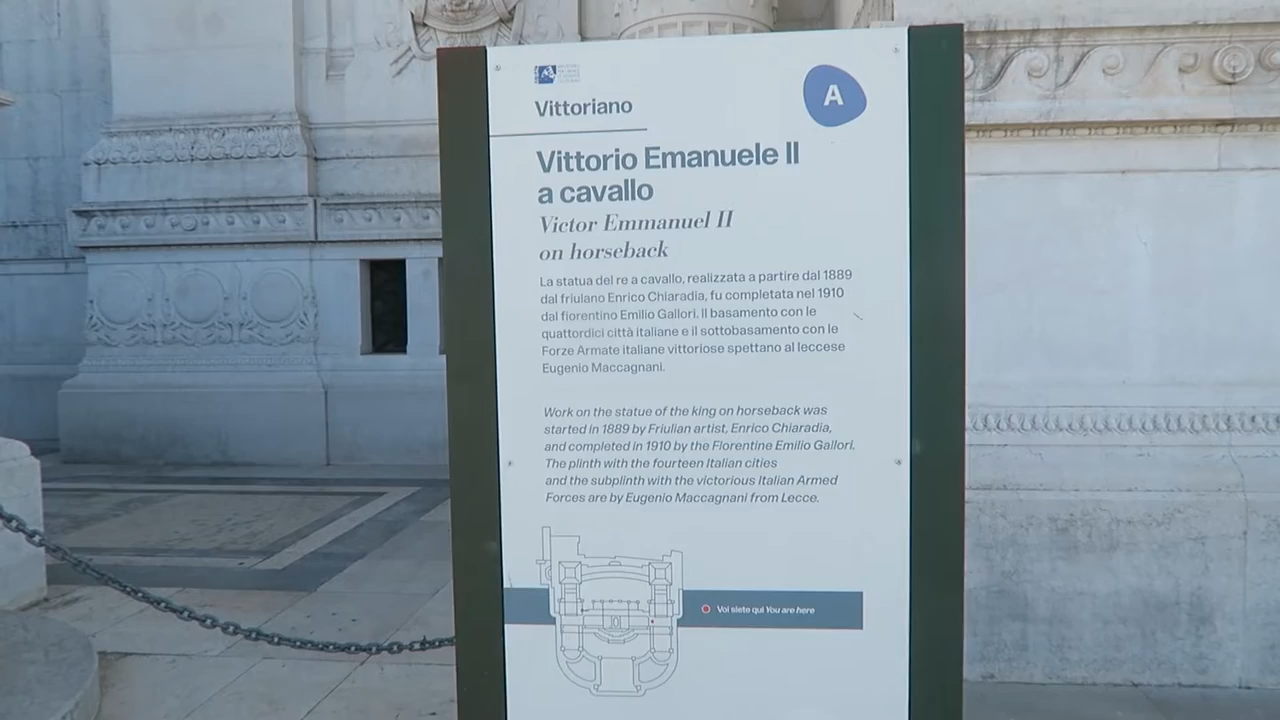 A
Vittoriano
Vittorio Emanuele II
a cavallo
Victor Emmanuel II
on horseback
La statua del re a cavallo, realizzata a partire dal 1889
dal friulano Enrico Chiaradia, fu completata nel 1910
dal fiorentino Emilio Gallori. Il basamento con le
quattordici città italiane e il sottobasamento con le
Forze Armate italiane vittoriose spettano al leccese
Eugenio Maccagnani.
Work on the statue of the king on horseback was
started in 1889 by Friulian artist, Enrico Chiaradia,
and completed in 1910 by the Florentine Emilio Gallori.
The plinth with the fourteen Italian cities
and the subplinth with the victorious Italian Armed
Forces are by Eugenio Maccagnani from Lecce.
Voi siete qui You are here